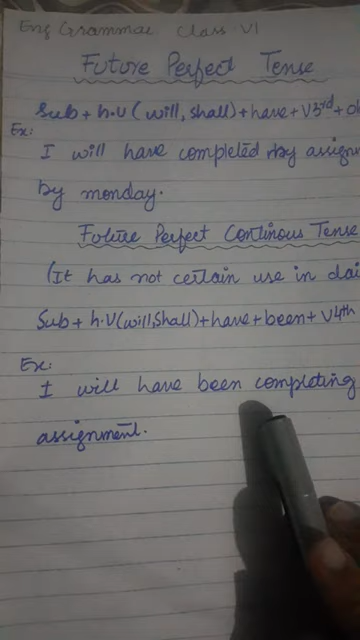 Eng Grammar Class VI
Future Perfect Tense
Sub + h.v (will, shall) + have + V3rd + ob
Ex:
I will have completed my assign
by monday.
Future Perfect Continous Tense
(It has not certain use in dai
Sub + h.v (will, Shall) + have + been + V4th
Ex:
I will have been completing
assignment.